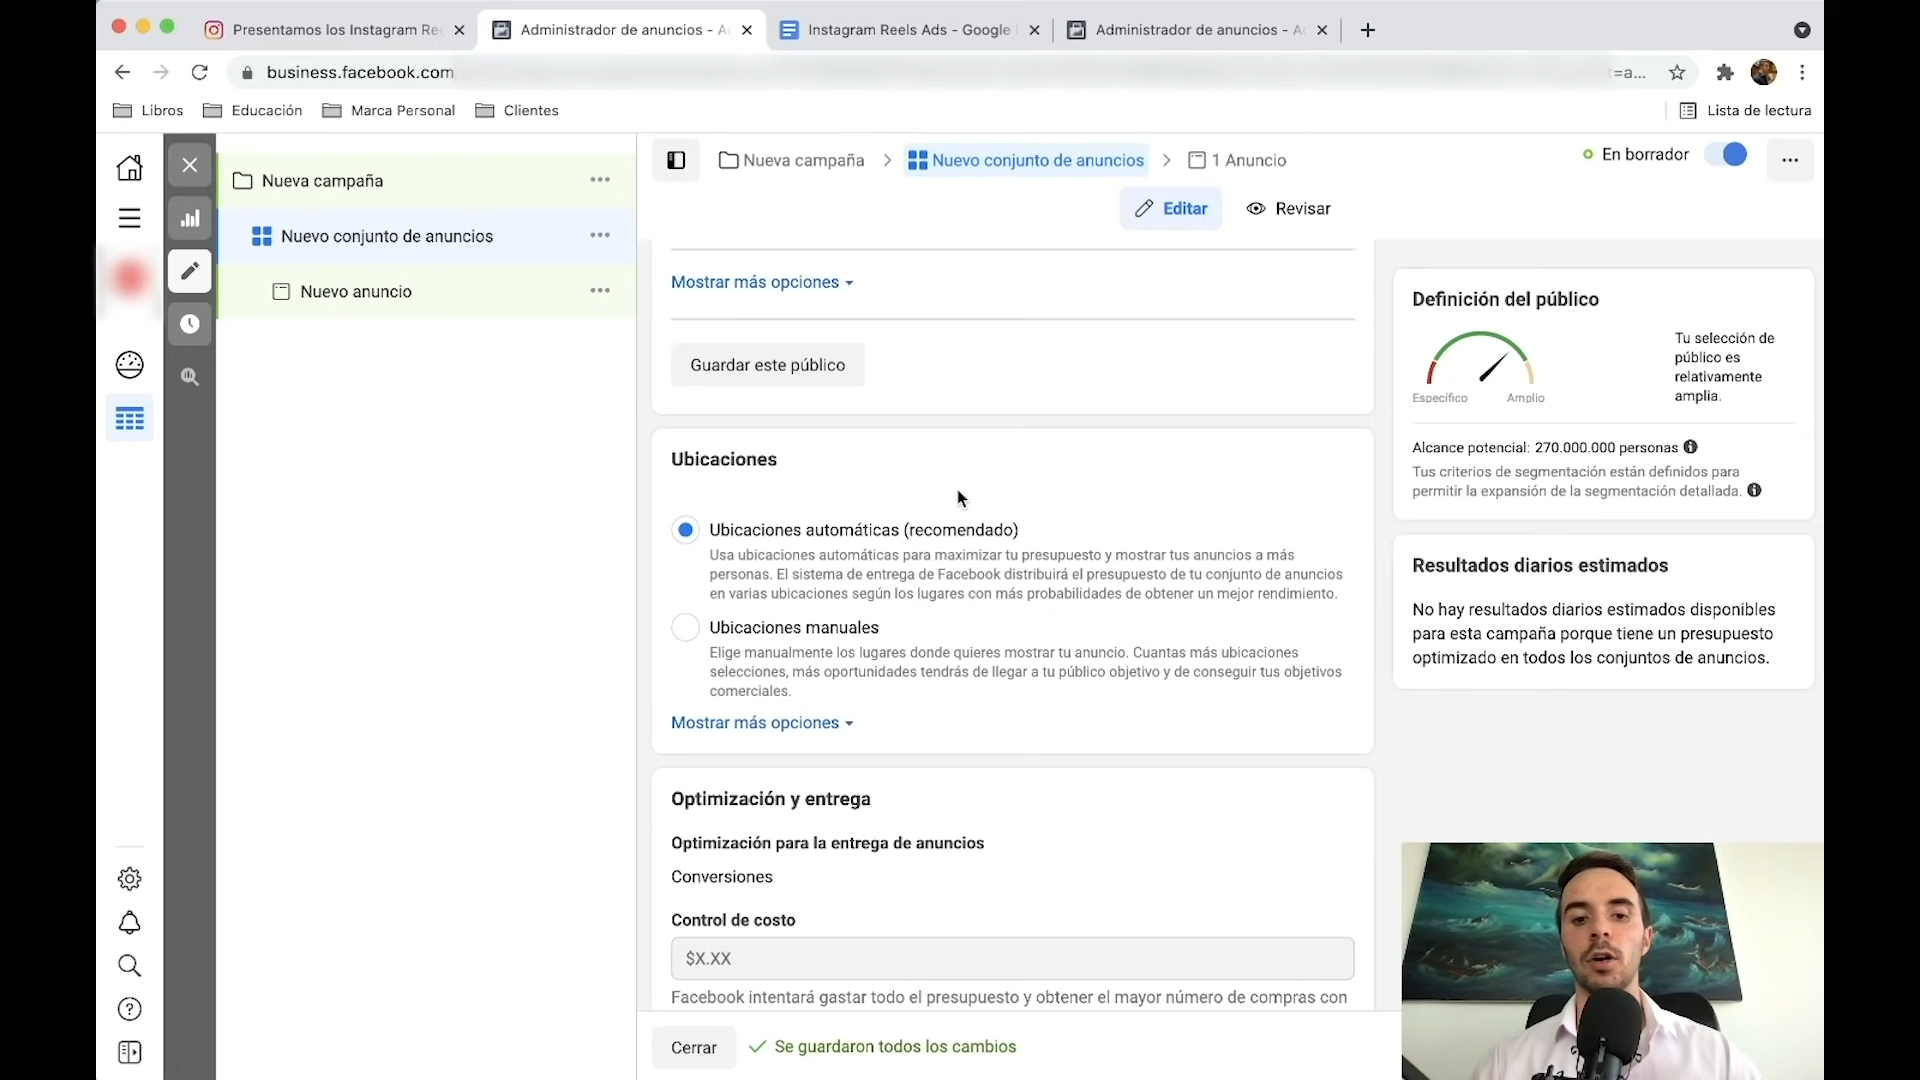 Presentamos los Instagram Re
Administrador de anuncios - A
Instagram Reels Ads - Google
Administrador de anuncios - A
business.facebook.com
=a...
Libros
Educación
Marca Personal
Clientes
Lista de lectura
Nueva campaña
Nuevo conjunto de anuncios
Nuevo anuncio
Nueva campaña
Nuevo conjunto de anuncios
1 Anuncio
En borrador
Editar
Revisar
Mostrar más opciones
Guardar este público
Ubicaciones
Ubicaciones automáticas (recomendado)
Usa ubicaciones automáticas para maximizar tu presupuesto y mostrar tus anuncios a más
personas. El sistema de entrega de Facebook distribuirá el presupuesto de tu conjunto de anuncios
en varias ubicaciones según los lugares con más probabilidades de obtener un mejor rendimiento.
Ubicaciones manuales
Elige manualmente los lugares donde quieres mostrar tu anuncio. Cuantas más ubicaciones
selecciones, más oportunidades tendrás de llegar a tu público objetivo y de conseguir tus objetivos
comerciales.
Mostrar más opciones
Optimización y entrega
Optimización para la entrega de anuncios
Conversiones
Control de costo
$X.XX
Facebook intentará gastar todo el presupuesto y obtener el mayor número de compras con
Cerrar
Se guardaron todos los cambios
Definición del público
Específico
Amplio
Tu selección de
público es
relativamente
amplia.
Alcance potencial: 270.000.000 personas
Tus criterios de segmentación están definidos para
permitir la expansión de la segmentación detallada.
Resultados diarios estimados
No hay resultados diarios estimados disponibles
para esta campaña porque tiene un presupuesto
optimizado en todos los conjuntos de anuncios.